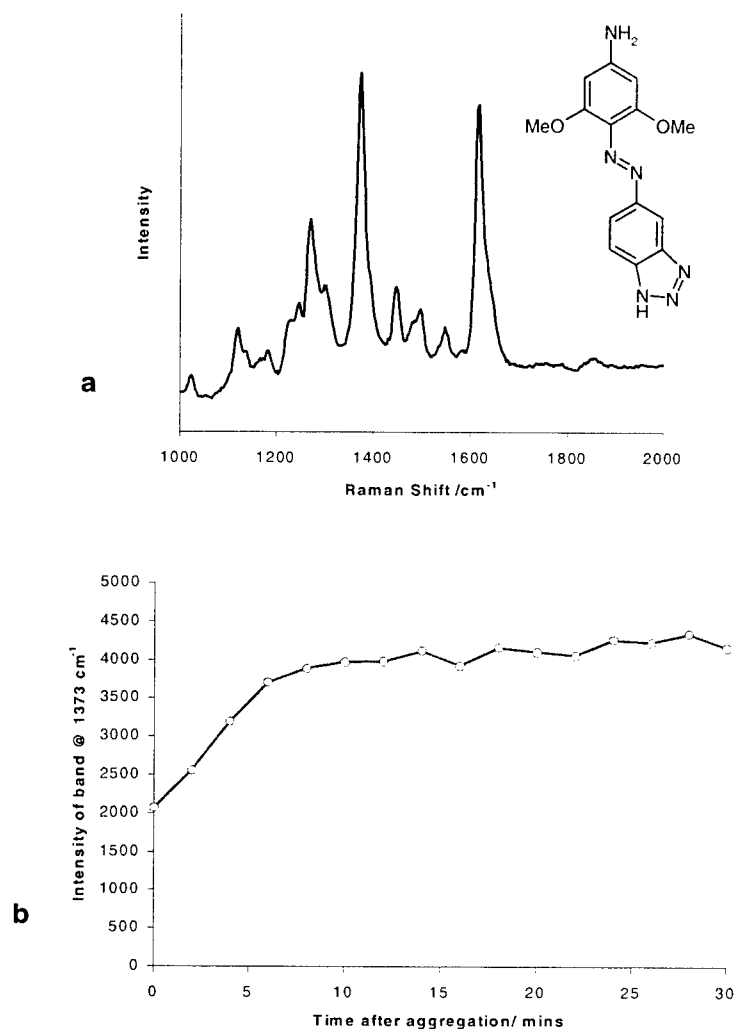 NH2
MeO
OMe
N
N
N
N
N
H
Intensity
a
1000 1200 1400 1600 1800 2000
Raman Shift /cm-1
5000
4500
4000
3500
3000
2500
2000
1500
1000
500
0
Intensity of band @ 1373 cm-1
b
0 5 10 15 20 25 30
Time after aggregation/ mins